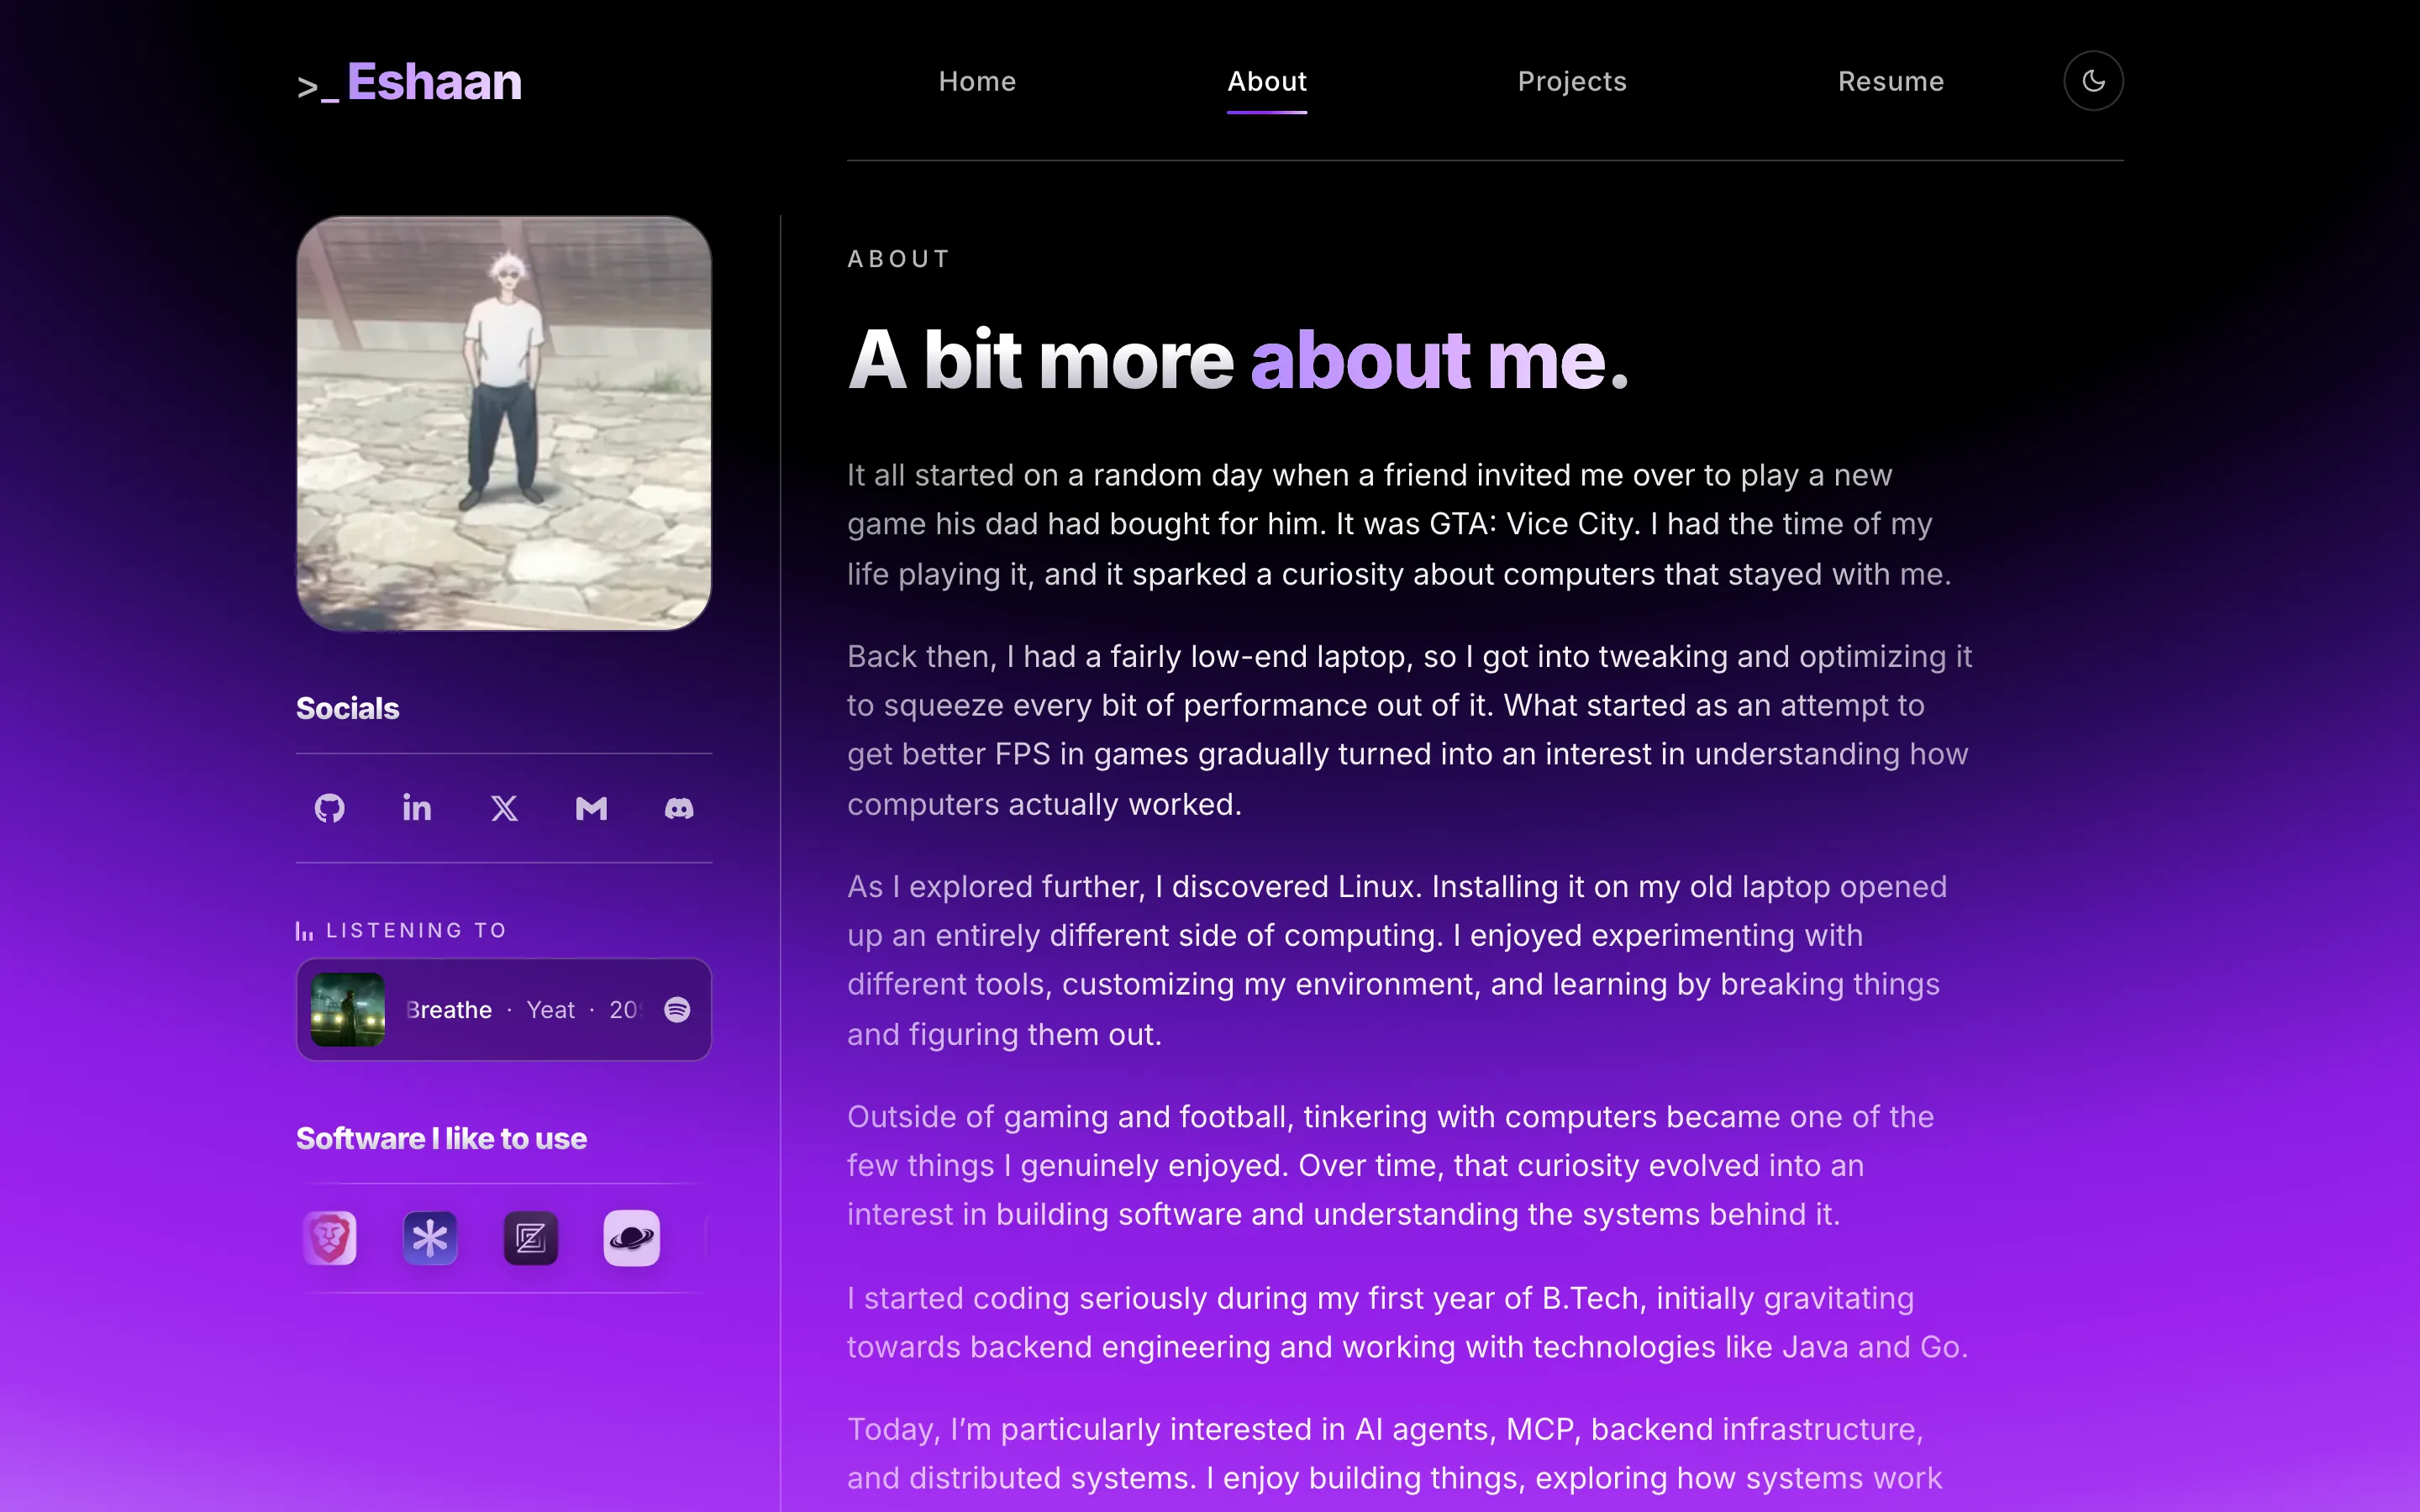 >_ Eshaan
Home
About
Projects
Resume
Socials
LISTENING TO
Breathe · Yeat ·
Software I like to use
ABOUT
A bit more about me.
It all started on a random day when a friend invited me over to play a new
game his dad had bought for him. It was GTA: Vice City. I had the time of my
life playing it, and it sparked a curiosity about computers that stayed with me.
Back then, I had a fairly low-end laptop, so I got into tweaking and optimizing it
to squeeze every bit of performance out of it. What started as an attempt to
get better FPS in games gradually turned into an interest in understanding how
computers actually worked.
As I explored further, I discovered Linux. Installing it on my old laptop opened
up an entirely different side of computing. I enjoyed experimenting with
different tools, customizing my environment, and learning by breaking things
and figuring them out.
Outside of gaming and football, tinkering with computers became one of the
few things I genuinely enjoyed. Over time, that curiosity evolved into an
interest in building software and understanding the systems behind it.
I started coding seriously during my first year of B.Tech, initially gravitating
towards backend engineering and working with technologies like Java and Go.
Today, I’m particularly interested in AI agents, MCP, backend infrastructure,
and distributed systems. I enjoy building things, exploring how systems work